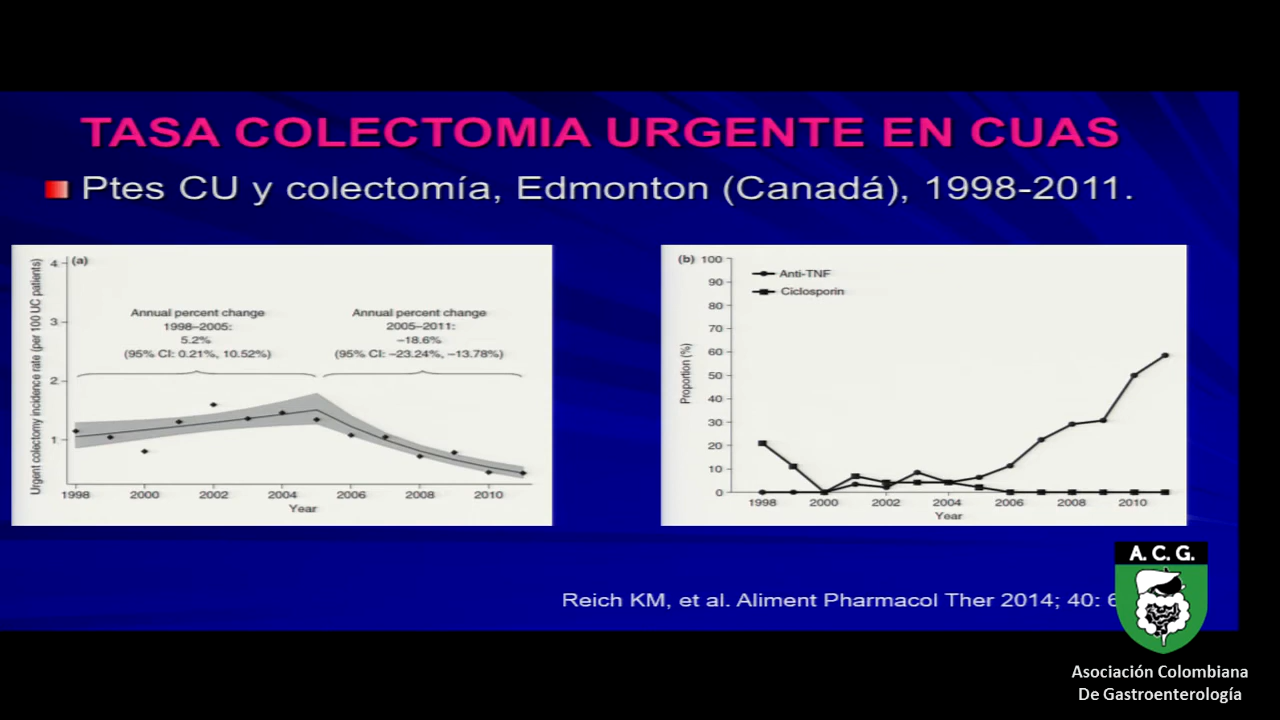 TASA COLECTOMIA URGENTE EN CUAS
Ptes CU y colectomía, Edmonton (Canadá), 1998-2011.
(a)
Urgent colectomy incidence rate (per 100 UC patients)
4
3
2
1
Annual percent change
1998–2005:
5.2%
(95% CI: 0.21%, 10.52%)
Annual percent change
2005–2011:
–18.6%
(95% CI: –23.24%, –13.78%)
1998 2000 2002 2004 2006 2008 2010
Year
(b)
Proportion (%)
100
90
80
70
60
50
40
30
20
10
0
Anti-TNF
Ciclosporin
1998 2000 2002 2004 2006 2008 2010
Year
Reich KM, et al. Aliment Pharmacol Ther 2014; 40: 6
A. C. G.
Asociación Colombiana
De Gastroenterología